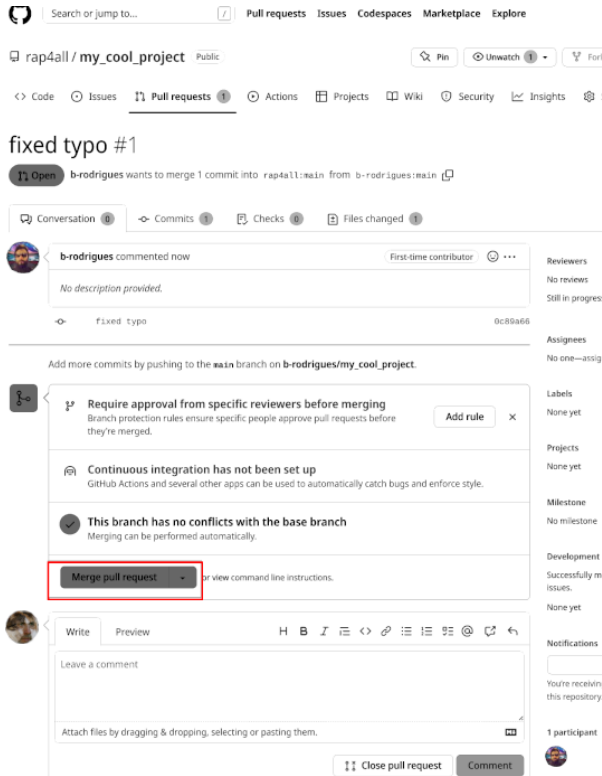 Search or jump to... / Pull requests Issues Codespaces Marketplace Explore
rap4all / my_cool_project Public Pin Unwatch 1
Code Issues Pull requests 1 Actions Projects Wiki Security Insights
fixed typo #1
Open b-rodrigues wants to merge 1 commit into rap4all:main from b-rodrigues:main
Conversation 0 Commits 1 Checks 0 Files changed 1
b-rodrigues commented now First-time contributor ...
Reviewers
No description provided.
No reviews
Still in progres
fixed typo 0c89a66
Assignees
No one—assig
Add more commits by pushing to the main branch on b-rodrigues/my_cool_project.
Labels
None yet
Require approval from specific reviewers before merging
Branch protection rules ensure specific people approve pull requests before
they're merged.
Add rule
Projects
None yet
Continuous integration has not been set up
GitHub Actions and several other apps can be used to automatically catch bugs and enforce style.
Milestone
No milestone
This branch has no conflicts with the base branch
Merging can be performed automatically.
Development
Successfully m
issues.
None yet
Merge pull request or view command line instructions.
Write Preview H B I @
Notifications
Leave a comment
You're receivin
this repository
Attach files by dragging & dropping, selecting or pasting them.
1 participant
Close pull request Comment